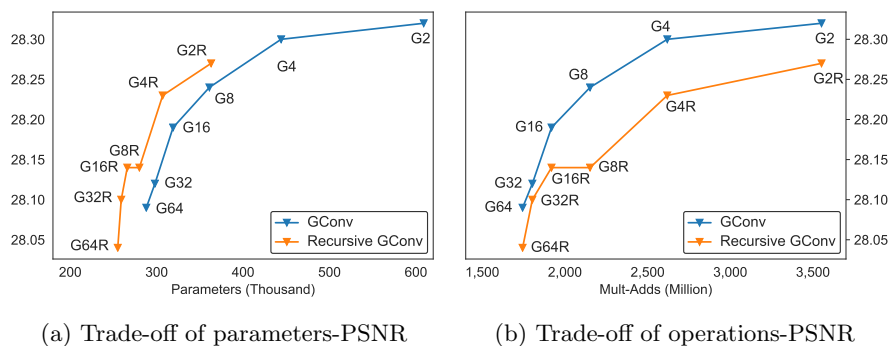 28.30
28.25
28.20
28.15
28.10
28.05
G2R
G4R
G8R
G16R
G32R
G64R
G2
G4
G8
G16
G32
G64
GConv
Recursive GConv
200 300 400 500 600
Parameters (Thousand)
(a) Trade-off of parameters-PSNR
G4
G2
G8
G2R
G4R
G16
G8R
G16R
G32
G32R
G64
G64R
GConv
Recursive GConv
28.30
28.25
28.20
28.15
28.10
28.05
1,500 2,000 2,500 3,000 3,500
Mult-Adds (Million)
(b) Trade-off of operations-PSNR